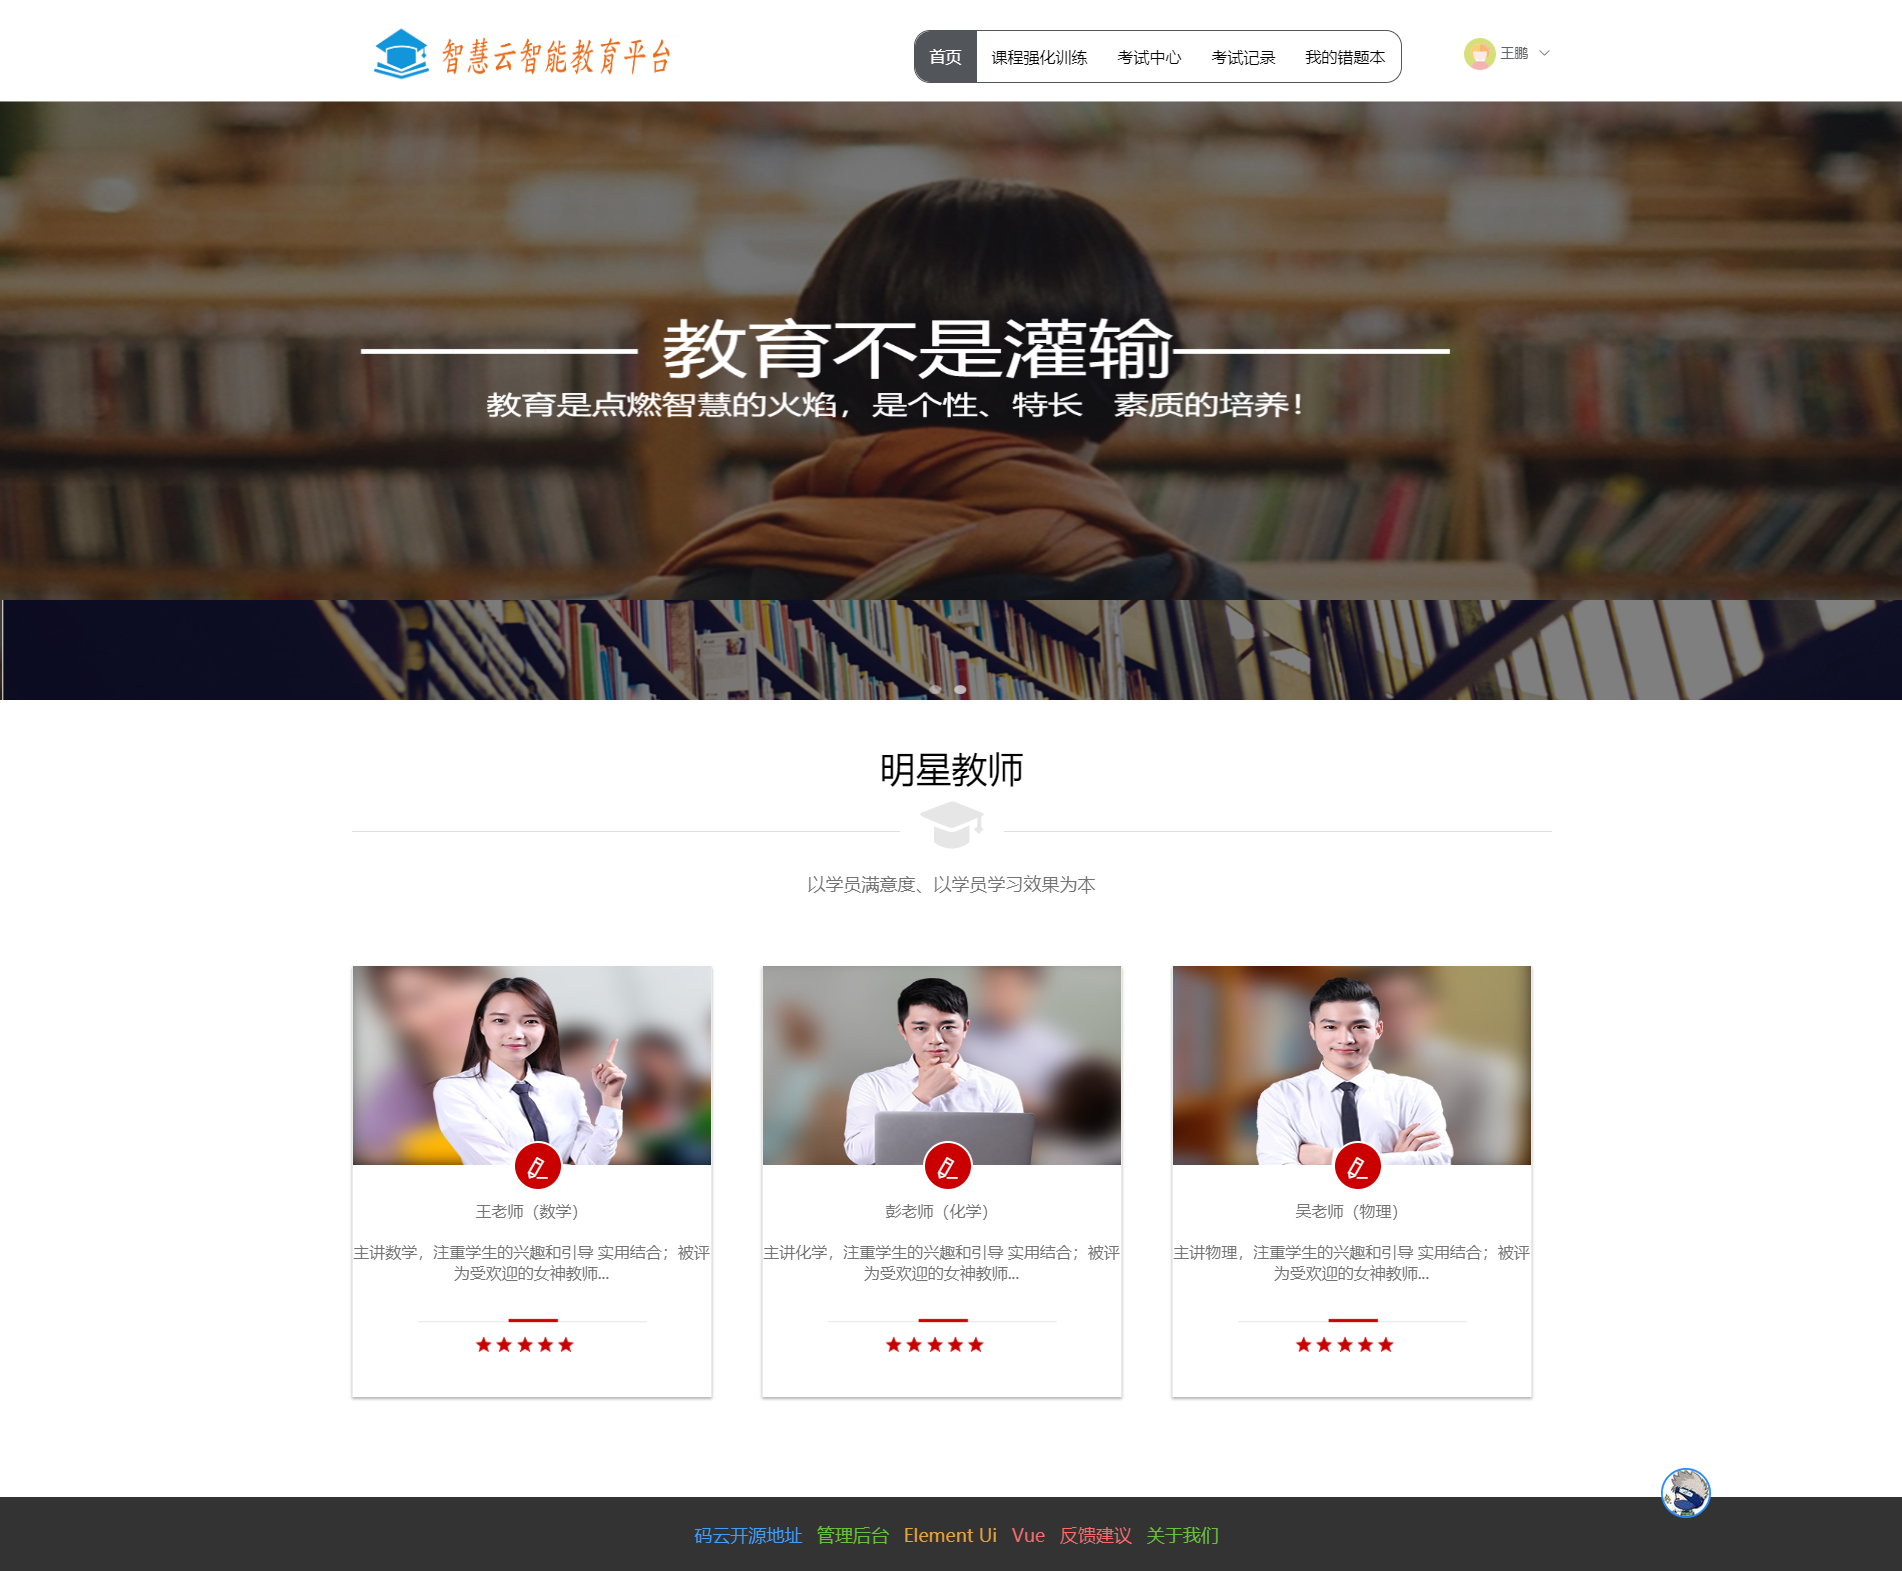 智慧云智能教育平台
首页 课程强化训练 考试中心 考试记录 我的错题本
王鹏
教育不是灌输
教育是点燃智慧的火焰，是个性、特长 素质的培养！
明星教师
以学员满意度、以学员学习效果为本
王老师（数学）
主讲数学，注重学生的兴趣和引导 实用结合；被评
为受欢迎的女神教师...
彭老师（化学）
主讲化学，注重学生的兴趣和引导 实用结合；被评
为受欢迎的女神教师...
吴老师（物理）
主讲物理，注重学生的兴趣和引导 实用结合；被评
为受欢迎的女神教师...
码云开源地址 管理后台 Element Ui Vue 反馈建议 关于我们